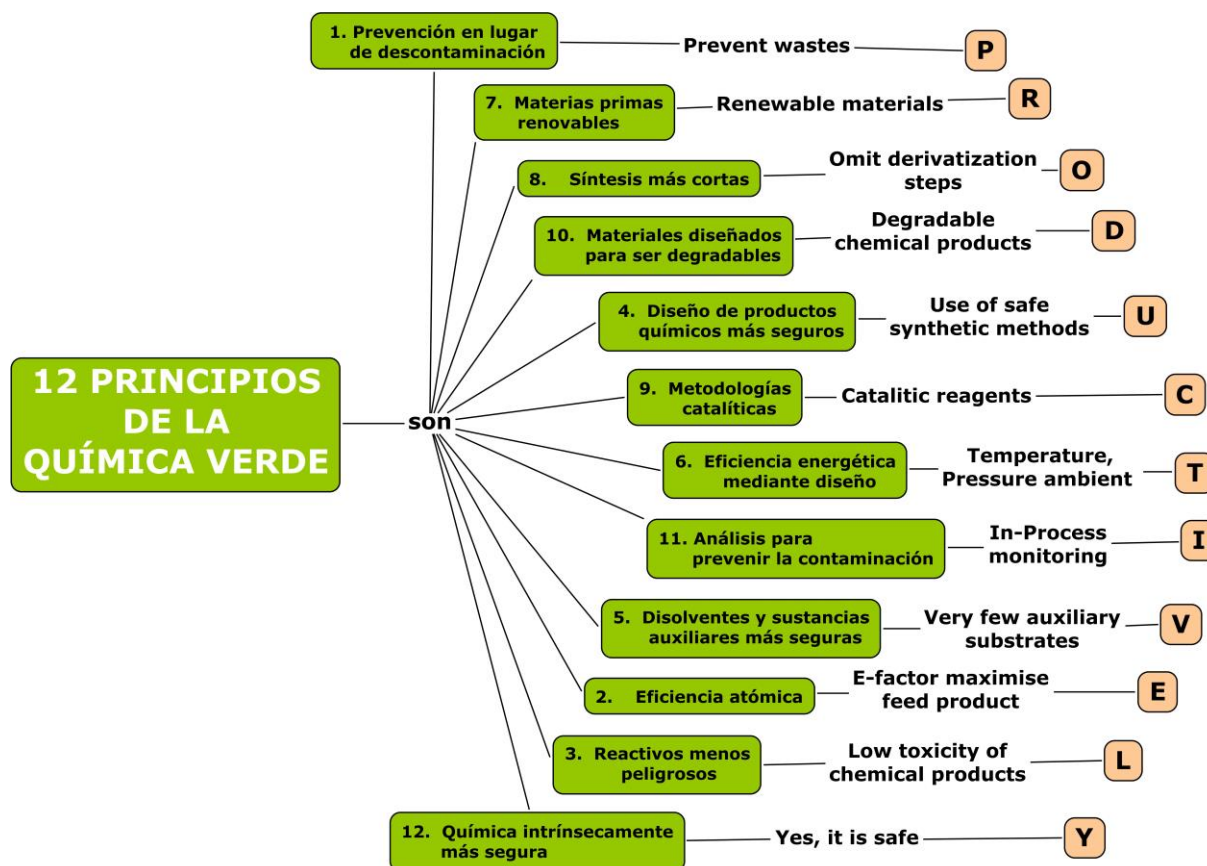 1. Prevención en lugar
de descontaminación
Prevent wastes
P
7. Materias primas
renovables
Renewable materials
R
8. Síntesis más cortas
Omit derivatization
steps
O
10. Materiales diseñados
para ser degradables
Degradable
chemical products
D
4. Diseño de productos
químicos más seguros
Use of safe
synthetic methods
U
12 PRINCIPIOS
DE LA
QUÍMICA VERDE
son
9. Metodologías
catalíticas
Catalitic reagents
C
6. Eficiencia energética
mediante diseño
Temperature,
Pressure ambient
T
11. Análisis para
prevenir la contaminación
In-Process
monitoring
I
5. Disolventes y sustancias
auxiliares más seguras
Very few auxiliary
substrates
V
2. Eficiencia atómica
E-factor maximise
feed product
E
3. Reactivos menos
peligrosos
Low toxicity of
chemical products
L
12. Química intrínsecamente
más segura
Yes, it is safe
Y